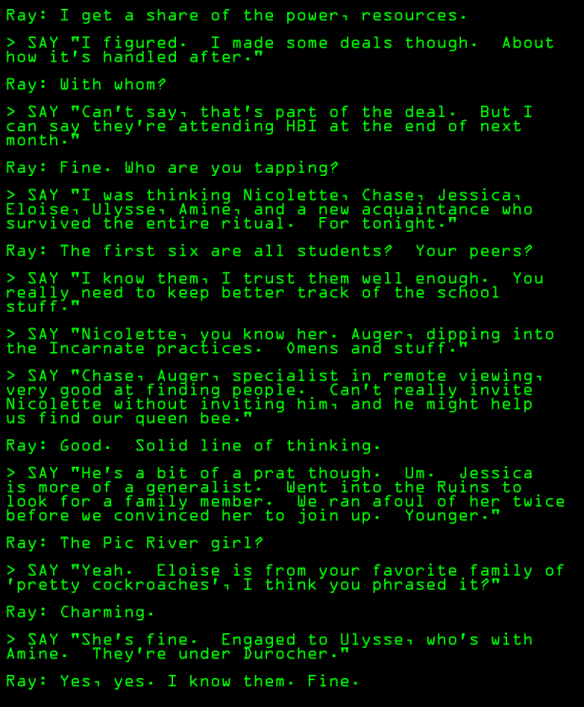 Ray: I get a share of the power, resources.
> SAY "I figured.  I made some deals though.  About
how it's handled after."
Ray: With whom?
> SAY "Can't say, that's part of the deal.  But I
can say they're attending HBI at the end of next
month."
Ray: Fine. Who are you tapping?
> SAY "I was thinking Nicolette, Chase, Jessica,
Eloise, Ulysse, Amine, and a new acquaintance who
survived the entire ritual.  For tonight."
Ray: The first six are all students?  Your peers?
> SAY "I know them, I trust them well enough.  You
really need to keep better track of the school
stuff."
> SAY "Nicolette, you know her. Auger, dipping into
the Incarnate practices.  Omens and stuff."
> SAY "Chase, Auger, specialist in remote viewing,
very good at finding people.  Can't really invite
Nicolette without inviting him, and he might help
us find our queen bee."
Ray: Good.  Solid line of thinking.
> SAY "He's a bit of a prat though.  Um.  Jessica
is more of a generalist.  Went into the Ruins to
look for a family member.  We ran afoul of her twice
before we convinced her to join up.  Younger."
Ray: The Pic River girl?
> SAY "Yeah.  Eloise is from your favorite family of
'pretty cockroaches', I think you phrased it?"
Ray: Charming.
> SAY "She's fine.  Engaged to Ulysse, who's with
Amine.  They're under Durocher."
Ray: Yes, yes. I know them. Fine.